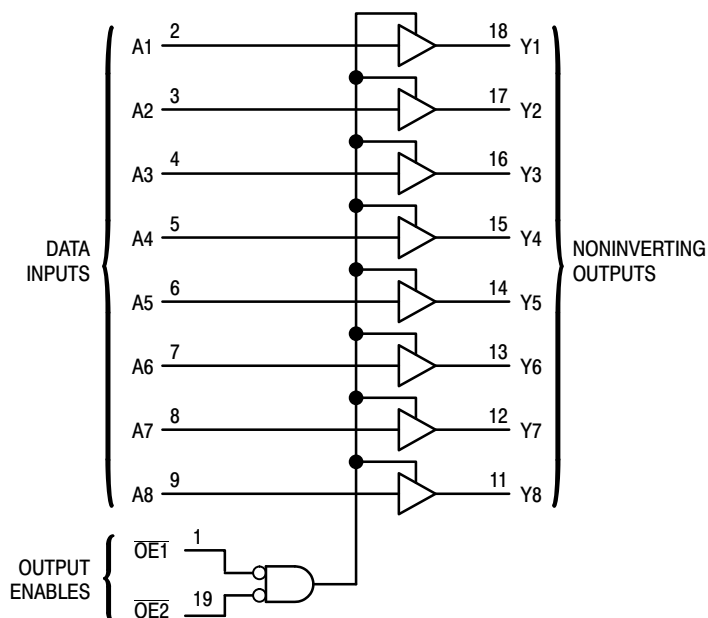 A1 2 18 Y1
A2 3 17 Y2
A3 4 16 Y3
A4 5 15 Y4
DATA
INPUTS
NONINVERTING
OUTPUTS
A5 6 14 Y5
A6 7 13 Y6
A7 8 12 Y7
A8 9 11 Y8
OUTPUT
ENABLES
O̅E̅1̅ 1
O̅E̅2̅ 19